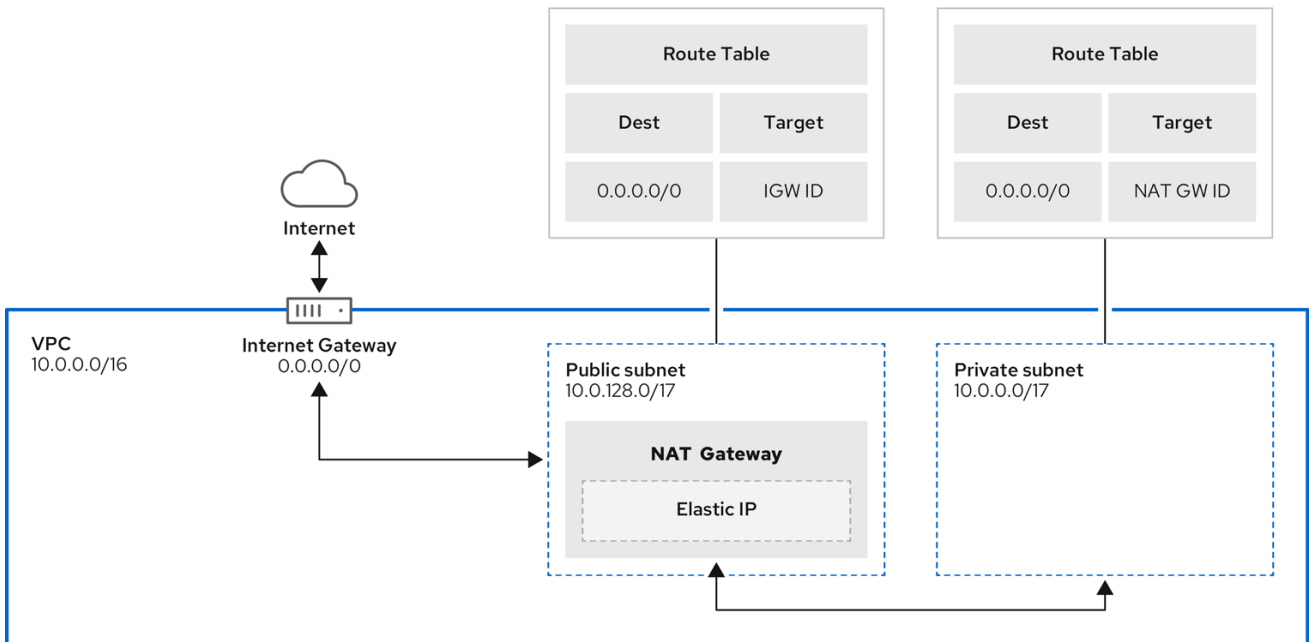 Route Table
Dest
Target
0.0.0.0/0
IGW ID
Route Table
Dest
Target
0.0.0.0/0
NAT GW ID
Internet
VPC
10.0.0.0/16
Internet Gateway
0.0.0.0/0
Public subnet
10.0.128.0/17
NAT Gateway
Elastic IP
Private subnet
10.0.0.0/17